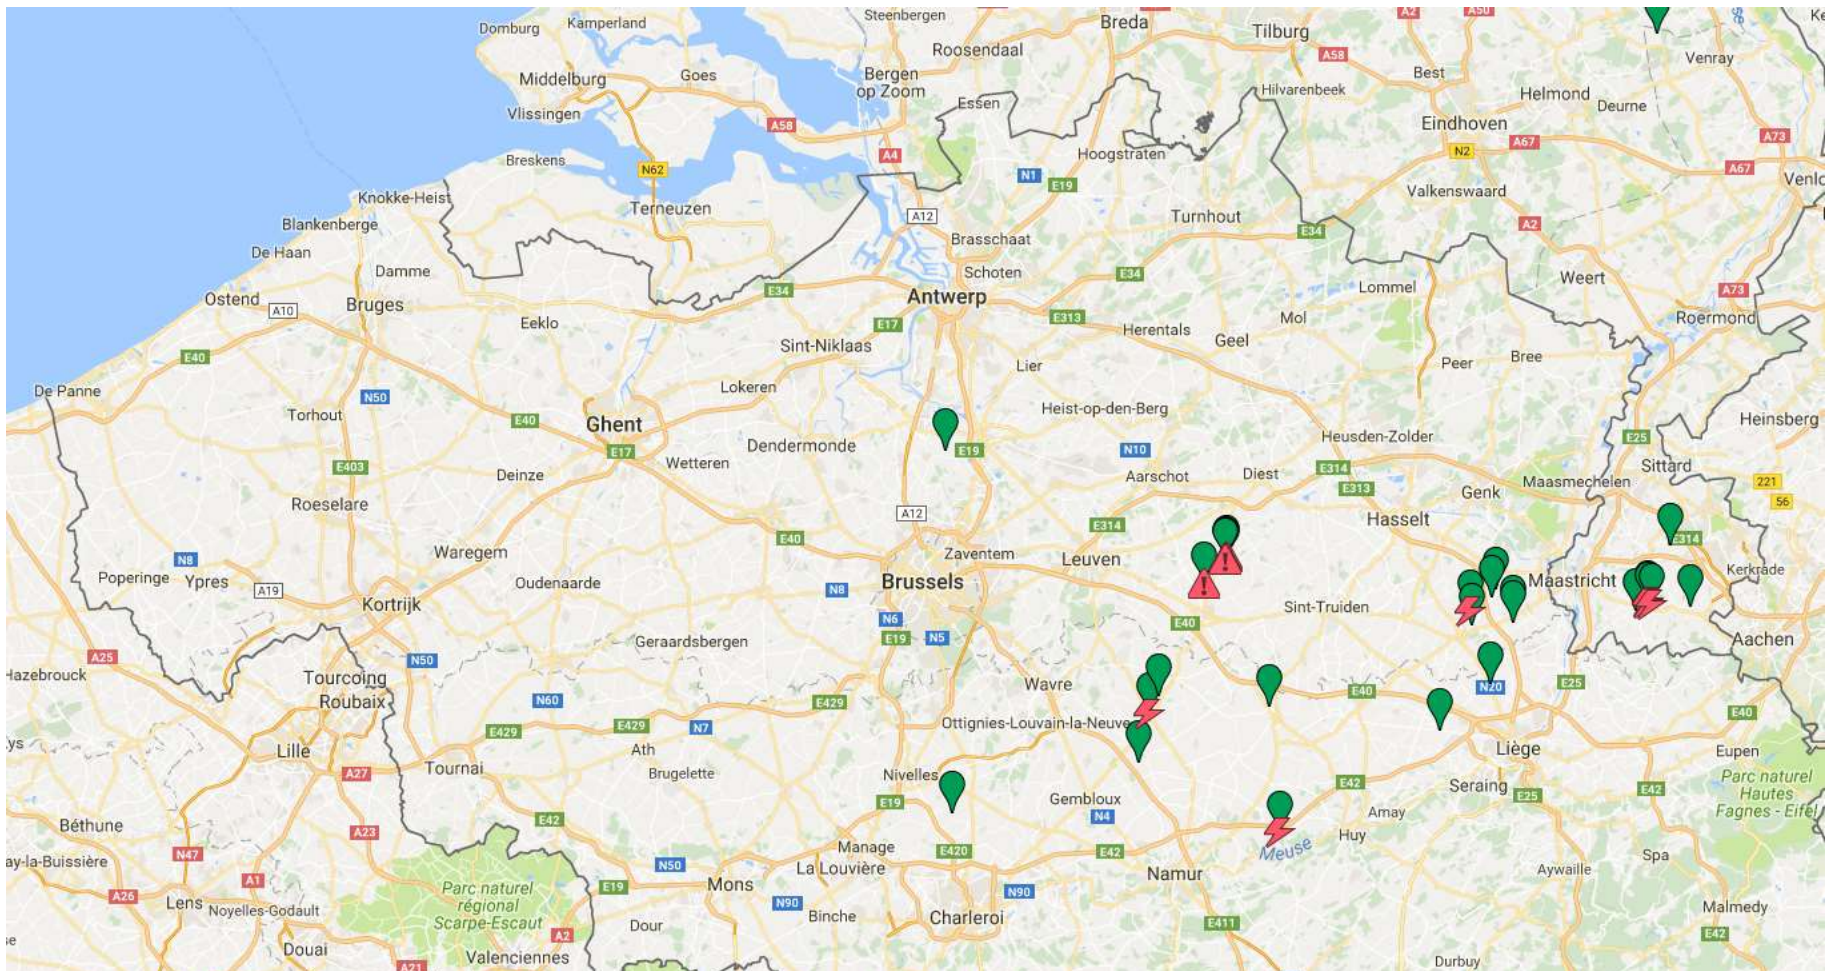 Domburg
Kamperland
Steenbergen
Breda
Tilburg
A2
A50
Middelburg
Goes
Roosendaal
Bergen
op Zoom
A58
Best
Venray
Vlissingen
A58
Essen
Hilvarenbeek
Helmond
Deurne
Breskens
N62
A4
Hoogstraten
Eindhoven
N2
A67
A73
Knokke-Heist
Terneuzen
N1
E19
Valkenswaard
A67
Blankenberge
A12
Turnhout
E34
A2
De Haan
Damme
Brasschaat
Schoten
E34
Weert
Ostend
A10
Bruges
E34
Antwerp
Lommel
A73
Eeklo
E17
E313
Herentals
Mol
Roermond
E40
Sint-Niklaas
Geel
De Panne
N50
Lokeren
Lier
Peer
Bree
Torhout
E40
Ghent
Heist-op-den-Berg
Heusden-Zolder
E25
Heinsberg
E403
E17
Dendermonde
E19
N10
Deinze
Wetteren
Aarschot
Diest
E314
E313
Sittard
Roeselare
A12
Genk
Maasmechelen
221
56
E40
E314
Hasselt
E314
N8
Waregem
Zaventem
Leuven
Poperinge
Ypres
A19
Oudenaarde
N8
Brussels
Maastricht
Kerkrade
Kortrijk
N6
Sint-Truiden
E19
N5
E40
Geraardsbergen
Aachen
A25
N50
Hazebrouck
Tourcoing
Roubaix
N60
Wavre
E40
N20
E25
E429
E429
N7
Ottignies-Louvain-la-Neuve
E40
E429
Lille
Ath
Liège
Eupen
A27
Tournai
Brugelette
Nivelles
Parc naturel
Hautes
Fagnes - Eifel
E42
Seraing
E42
E19
Gembloux
E25
Béthune
A23
E42
N4
Amay
Huy
N47
Manage
E420
E42
Meuse
Spa
ay-la-Buissière
N50
La Louvière
Namur
Aywaille
A1
Parc naturel
régional
Scarpe-Escaut
E19
Mons
N90
A26
Lens
Noyelles-Godault
N90
Binche
Charleroi
E411
Malmedy
Dour
E42
Douai
A2
A21
Valenciennes
Durbuy